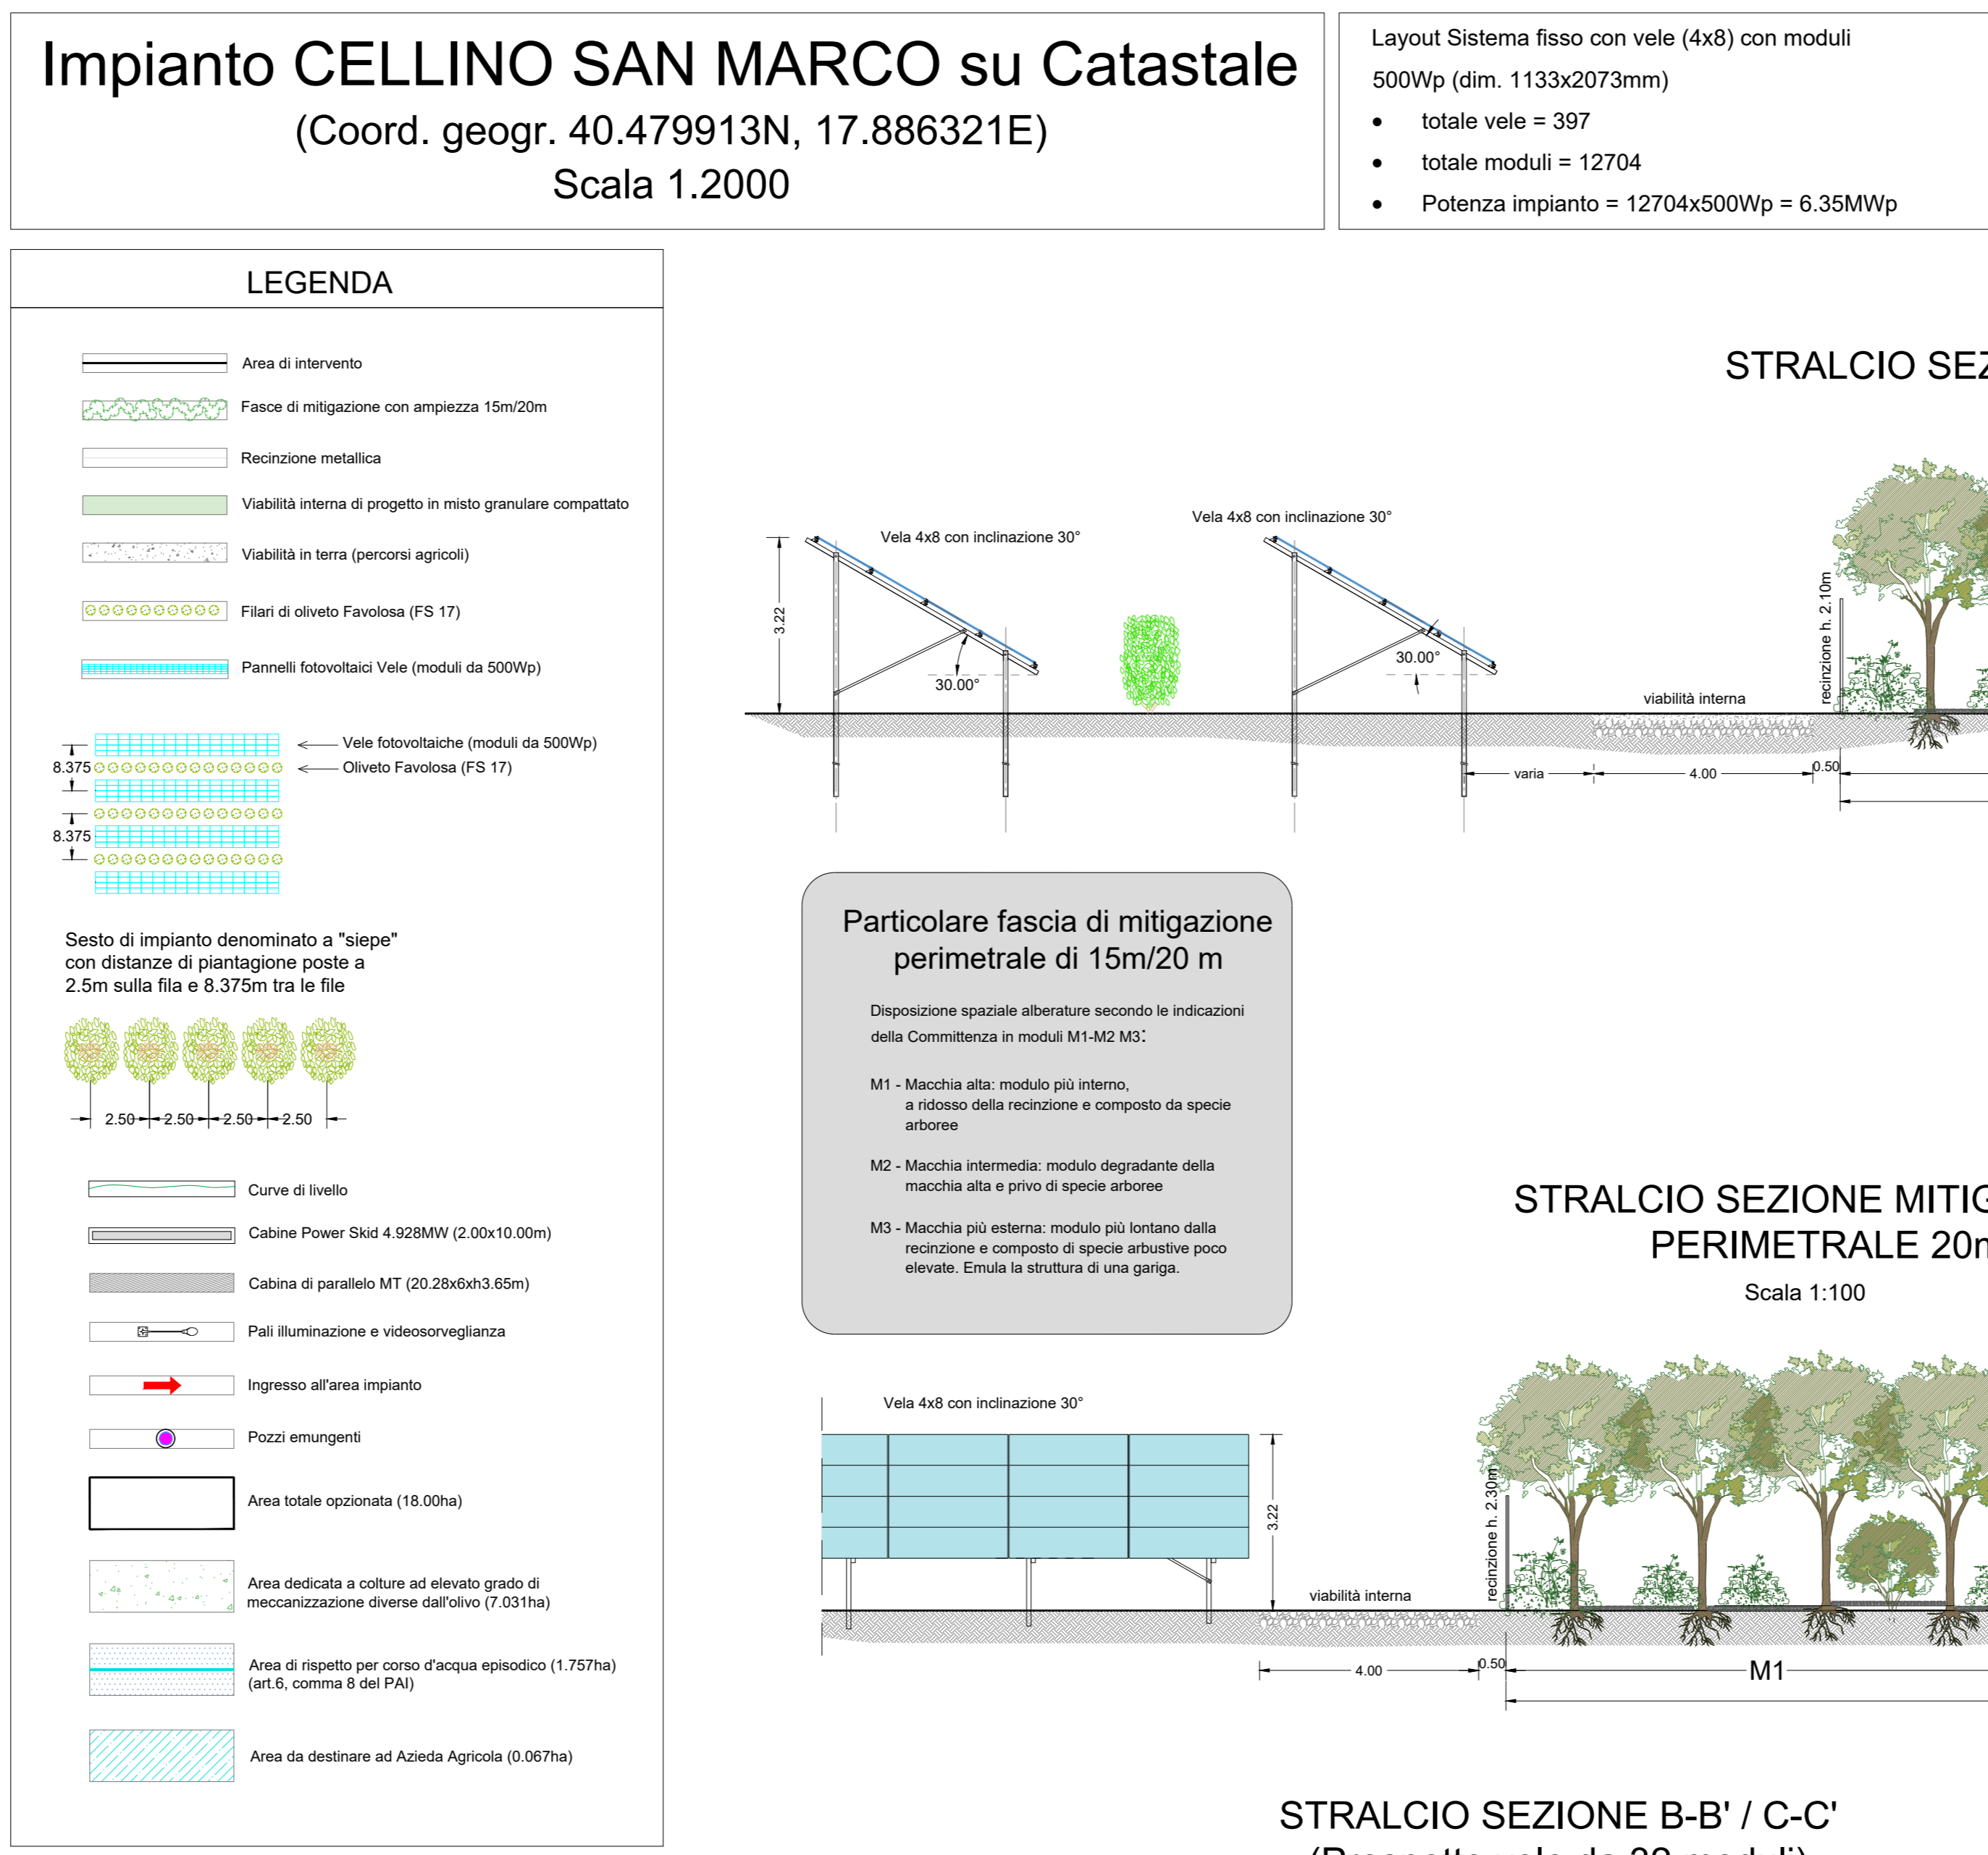 Impianto CELLINO SAN MARCO su Catastale
(Coord. geogr. 40.479913N, 17.886321E)
Scala 1.2000
Layout Sistema fisso con vele (4x8) con moduli
500Wp (dim. 1133x2073mm)
• totale vele = 397
• totale moduli = 12704
• Potenza impianto = 12704x500Wp = 6.35MWp
LEGENDA
Area di intervento
Fasce di mitigazione con ampiezza 15m/20m
Recinzione metallica
Viabilità interna di progetto in misto granulare compattato
Viabilità in terra (percorsi agricoli)
Filari di oliveto Favolosa (FS 17)
Pannelli fotovoltaici Vele (moduli da 500Wp)
Vele fotovoltaiche (moduli da 500Wp)
8.375
Oliveto Favolosa (FS 17)
8.375
Sesto di impianto denominato a "siepe"
con distanze di piantagione poste a
2.5m sulla fila e 8.375m tra le file
2.50 2.50 2.50 2.50
Curve di livello
Cabine Power Skid 4.928MW (2.00x10.00m)
Cabina di parallelo MT (20.28x6xh3.65m)
Pali illuminazione e videosorveglianza
Ingresso all'area impianto
Pozzi emungenti
Area totale opzionata (18.00ha)
Area dedicata a colture ad elevato grado di
meccanizzazione diverse dall'olivo (7.031ha)
Area di rispetto per corso d'acqua episodico (1.757ha)
(art.6, comma 8 del PAI)
Area da destinare ad Azieda Agricola (0.067ha)
STRALCIO SEZ
Vela 4x8 con inclinazione 30°
Vela 4x8 con inclinazione 30°
3.22
30.00°
30.00°
viabilità interna
recinzione h. 2.10m
varia
4.00
0.50
Particolare fascia di mitigazione
perimetrale di 15m/20 m
Disposizione spaziale alberature secondo le indicazioni
della Committenza in moduli M1-M2 M3:
M1 - Macchia alta: modulo più interno,
a ridosso della recinzione e composto da specie
arboree
M2 - Macchia intermedia: modulo degradante della
macchia alta e privo di specie arboree
M3 - Macchia più esterna: modulo più lontano dalla
recinzione e composto di specie arbustive poco
elevate. Emula la struttura di una gariga.
STRALCIO SEZIONE MITIG
PERIMETRALE 20m
Scala 1:100
Vela 4x8 con inclinazione 30°
3.22
viabilità interna
recinzione h. 2.30m
4.00
0.50
M1
STRALCIO SEZIONE B-B' / C-C'
(Prospetto vele da 32 moduli)